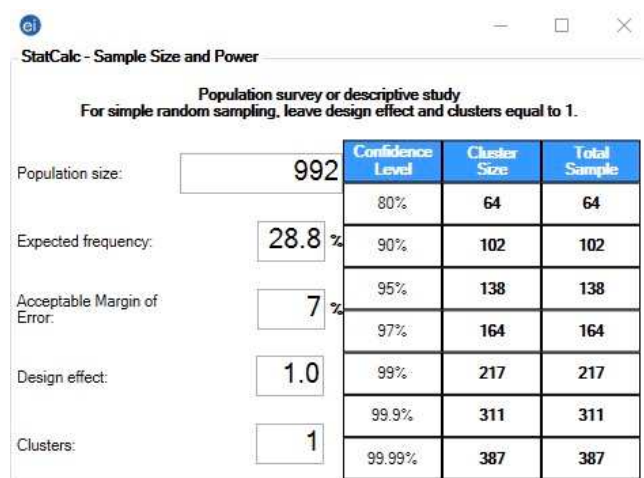 ei
StatCalc - Sample Size and Power
Population survey or descriptive study
For simple random sampling, leave design effect and clusters equal to 1.
Population size: 992
Expected frequency: 28.8 %
Acceptable Margin of
Error: 7 %
Design effect: 1.0
Clusters: 1
Confidence Level Cluster Size Total Sample
80% 64 64
90% 102 102
95% 138 138
97% 164 164
99% 217 217
99.9% 311 311
99.99% 387 387